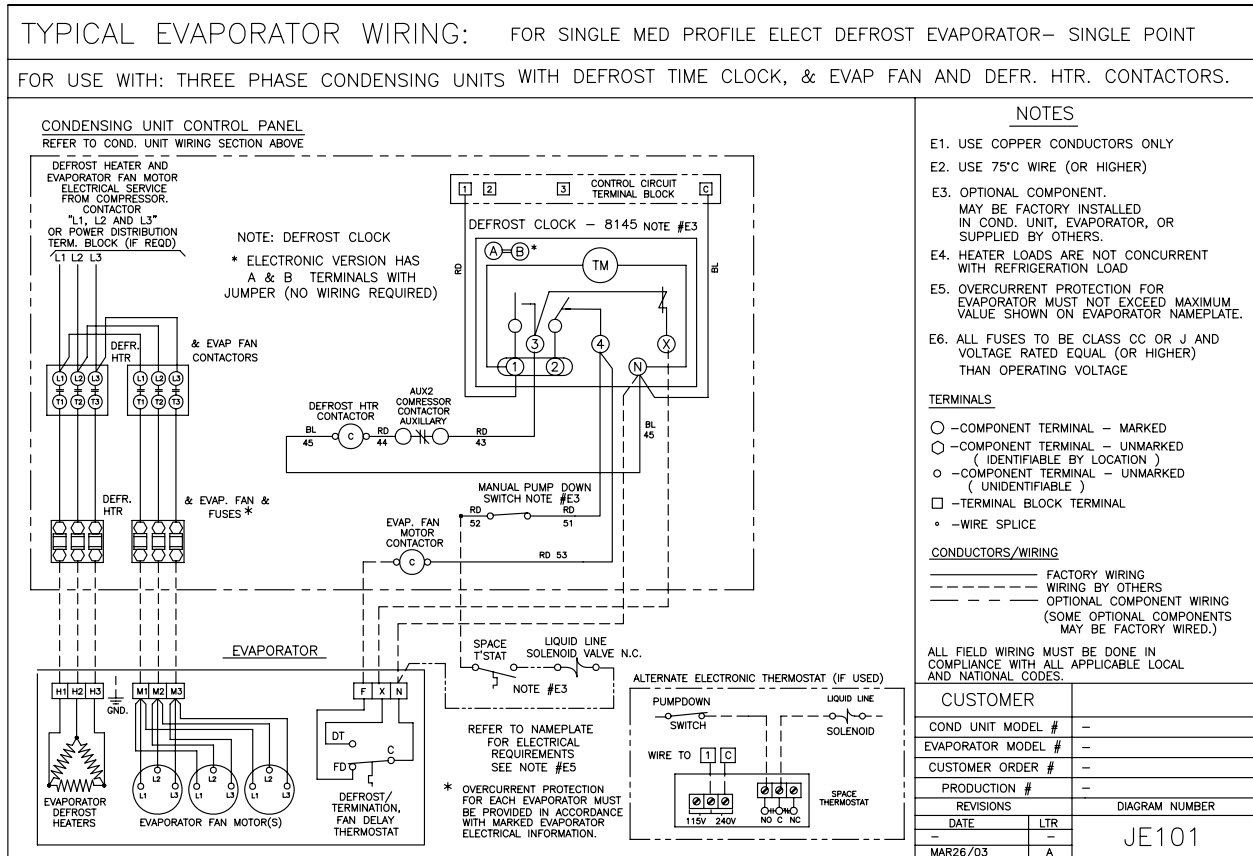 TYPICAL EVAPORATOR WIRING: FOR SINGLE MED PROFILE ELECT DEFROST EVAPORATOR– SINGLE POINT
FOR USE WITH: THREE PHASE CONDENSING UNITS WITH DEFROST TIME CLOCK, & EVAP FAN AND DEFR. HTR. CONTACTORS.
CONDENSING UNIT CONTROL PANEL
REFER TO COND. UNIT WIRING SECTION ABOVE
DEFROST HEATER AND
EVAPORATOR FAN MOTOR
ELECTRICAL SERVICE
FROM COMPRESSOR.
CONTACTOR
"L1, L2 AND L3"
OR POWER DISTRIBUTION
TERM. BLOCK (IF REQD)
L1 L2 L3
NOTE: DEFROST CLOCK
* ELECTRONIC VERSION HAS
A & B TERMINALS WITH
JUMPER (NO WIRING REQUIRED)
1 2 3 CONTROL CIRCUIT C
TERMINAL BLOCK
DEFROST CLOCK – 8145 NOTE #E3
A B *
TM
RD
BL
3 4 X
1 2 N
DEFR.
HTR
& EVAP FAN
CONTACTORS
L1 L2 L3 L1 L2 L3
T1 T2 T3 T1 T2 T3
DEFROST HTR
CONTACTOR
AUX2
COMRESSOR
CONTACTOR
AUXILLARY
BL
45
C
RD
44
RD
43
BL
45
DEFR.
HTR
& EVAP. FAN &
FUSES *
MANUAL PUMP DOWN
SWITCH NOTE #E3
RD
52
RD
51
EVAP. FAN
MOTOR
CONTACTOR
C
RD 53
EVAPORATOR
SPACE
T'STAT
LIQUID LINE
SOLENOID VALVE N.C.
NOTE #E3
H1 H2 H3
GND.
M1 M2 M3
F X N
DT
C
FD
L2 L2 L2
L1 L3 L1 L3 L1 L3
EVAPORATOR
DEFROST
HEATERS
EVAPORATOR FAN MOTOR(S)
DEFROST/
TERMINATION,
FAN DELAY
THERMOSTAT
REFER TO NAMEPLATE
FOR ELECTRICAL
REQUIREMENTS
SEE NOTE #E5
* OVERCURRENT PROTECTION
FOR EACH EVAPORATOR MUST
BE PROVIDED IN ACCORDANCE
WITH MARKED EVAPORATOR
ELECTRICAL INFORMATION.
ALTERNATE ELECTRONIC THERMOSTAT (IF USED)
PUMPDOWN
SWITCH
LIQUID LINE
SOLENOID
WIRE TO 1 C
115V 240V
NO C NC
SPACE
THERMOSTAT
NOTES
E1. USE COPPER CONDUCTORS ONLY
E2. USE 75°C WIRE (OR HIGHER)
E3. OPTIONAL COMPONENT.
MAY BE FACTORY INSTALLED
IN COND. UNIT, EVAPORATOR, OR
SUPPLIED BY OTHERS.
E4. HEATER LOADS ARE NOT CONCURRENT
WITH REFRIGERATION LOAD
E5. OVERCURRENT PROTECTION FOR
EVAPORATOR MUST NOT EXCEED MAXIMUM
VALUE SHOWN ON EVAPORATOR NAMEPLATE.
E6. ALL FUSES TO BE CLASS CC OR J AND
VOLTAGE RATED EQUAL (OR HIGHER)
THAN OPERATING VOLTAGE
TERMINALS
–COMPONENT TERMINAL – MARKED
–COMPONENT TERMINAL – UNMARKED
( IDENTIFIABLE BY LOCATION )
–COMPONENT TERMINAL – UNMARKED
( UNIDENTIFIABLE )
–TERMINAL BLOCK TERMINAL
–WIRE SPLICE
CONDUCTORS/WIRING
FACTORY WIRING
WIRING BY OTHERS
OPTIONAL COMPONENT WIRING
(SOME OPTIONAL COMPONENTS
MAY BE FACTORY WIRED.)
ALL FIELD WIRING MUST BE DONE IN
COMPLIANCE WITH ALL APPLICABLE LOCAL
AND NATIONAL CODES.
CUSTOMER
COND UNIT MODEL # –
EVAPORATOR MODEL # –
CUSTOMER ORDER # –
PRODUCTION # –
REVISIONS DIAGRAM NUMBER
DATE LTR
– –
MAR26/03 A
JE101